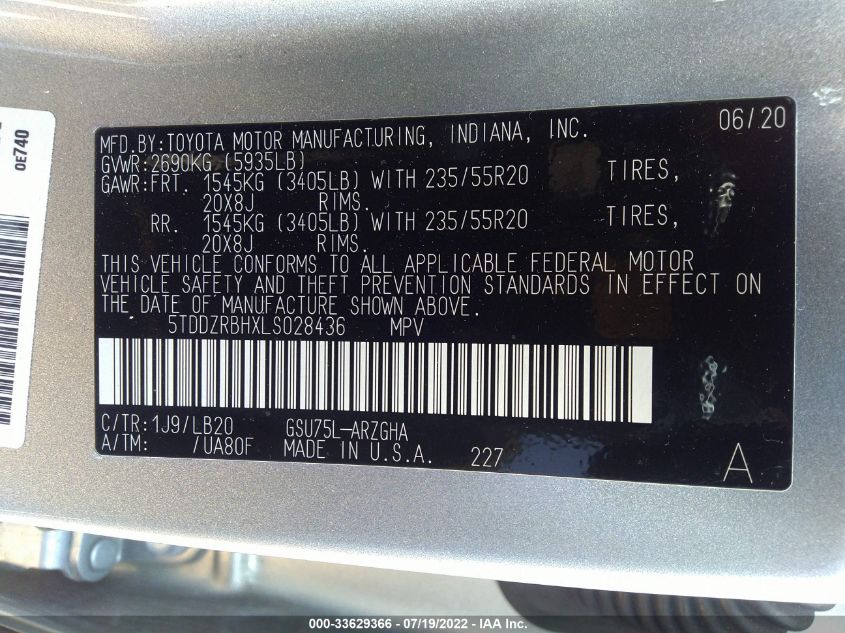 06/20
MFD.BY:TOYOTA MOTOR MANUFACTURING, INDIANA, INC.
GVWR:2690KG (5935LB)
GAWR:FRT. 1545KG (3405LB) WITH 235/55R20 TIRES,
20X8J RIMS.
RR. 1545KG (3405LB) WITH 235/55R20 TIRES,
20X8J RIMS.
THIS VEHICLE CONFORMS TO ALL APPLICABLE FEDERAL MOTOR
VEHICLE SAFETY AND THEFT PREVENTION STANDARDS IN EFFECT ON
THE DATE OF MANUFACTURE SHOWN ABOVE.
5TDDZRBHXLS028436 MPV
C/TR:1J9/LB20 GSU75L-ARZGHA
A/TM: /UA80F MADE IN U.S.A. 227
A
0E740
000-33629366 - 07/19/2022 - IAA Inc.